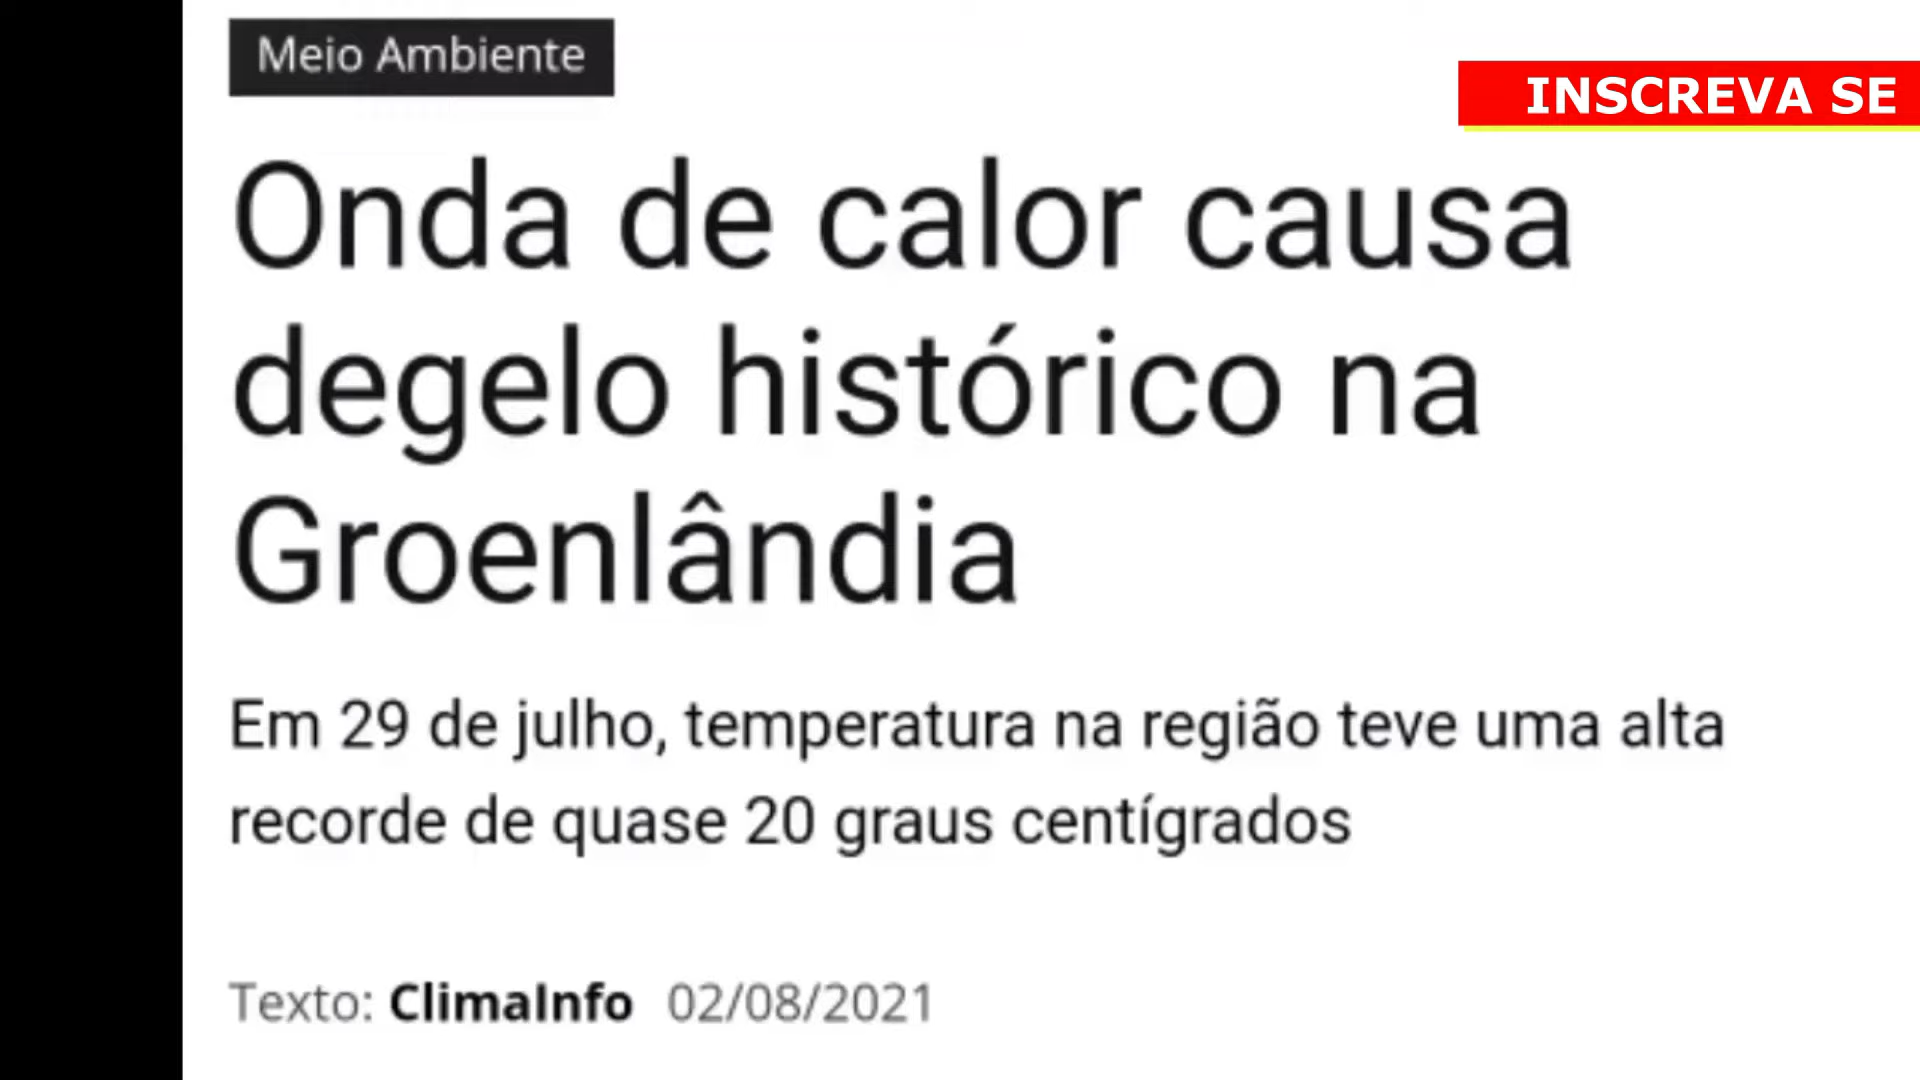 Meio Ambiente
INSCREVA SE
Onda de calor causa
degelo histórico na
Groenlândia
Em 29 de julho, temperatura na região teve uma alta
recorde de quase 20 graus centígrados
Texto: ClimaInfo 02/08/2021